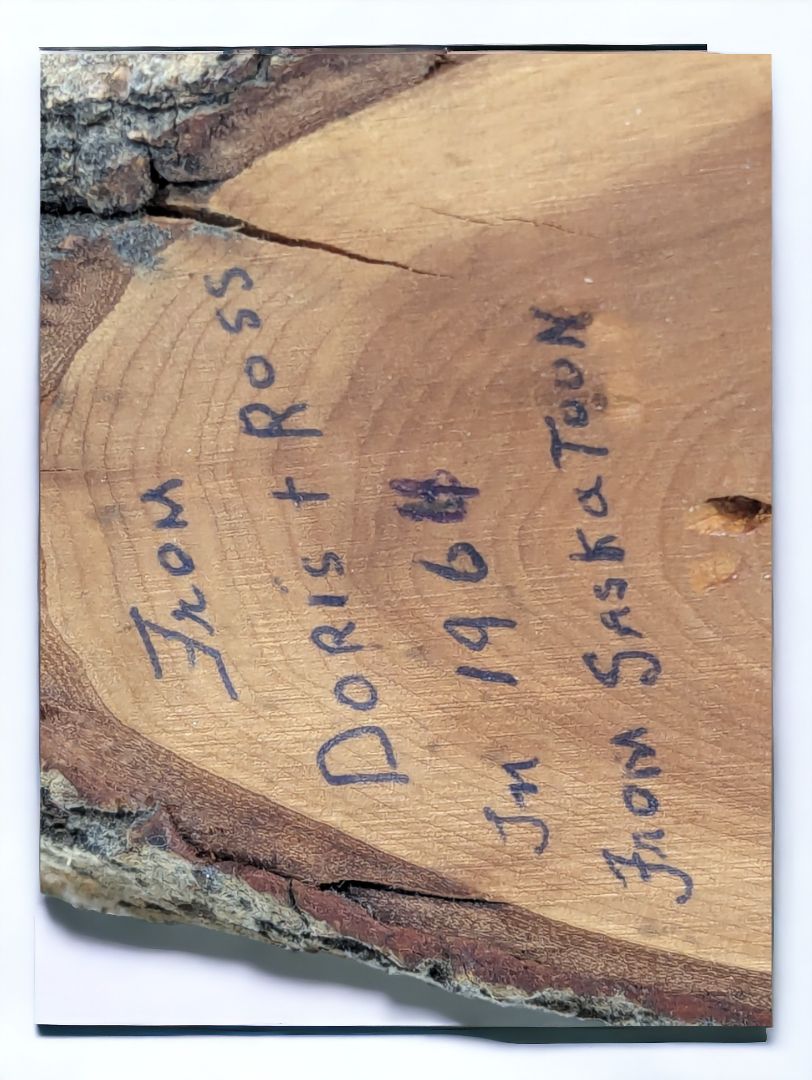 From
Doris + Ross
In 1964
From SaskaToon